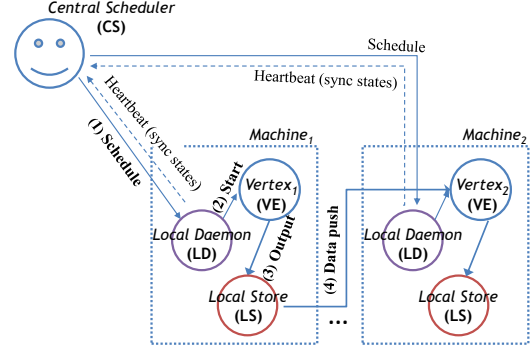 Central Scheduler
(CS)
Schedule
Heartbeat (sync states)
Heartbeat (sync states)
(1) Schedule
Machine1
Machine2
(2) Start
Vertex1
(VE)
Vertex2
(VE)
Local Daemon
(LD)
(3) Output
(4) Data push
Local Daemon
(LD)
Local Store
(LS)
...
Local Store
(LS)